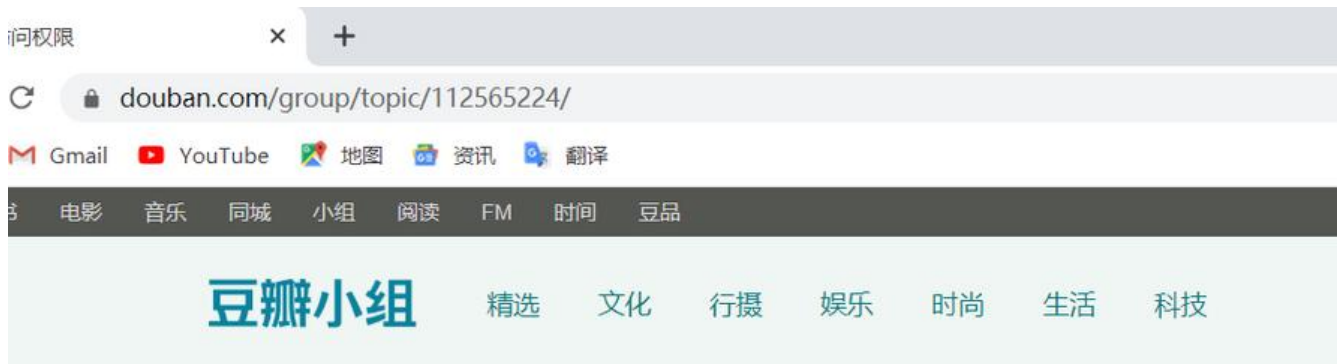 问权限
douban.com/group/topic/112565224/
Gmail YouTube 地图 资讯 翻译
电影 音乐 同城 小组 阅读 FM 时间 豆品
豆瓣小组 精选 文化 行摄 娱乐 时尚 生活 科技